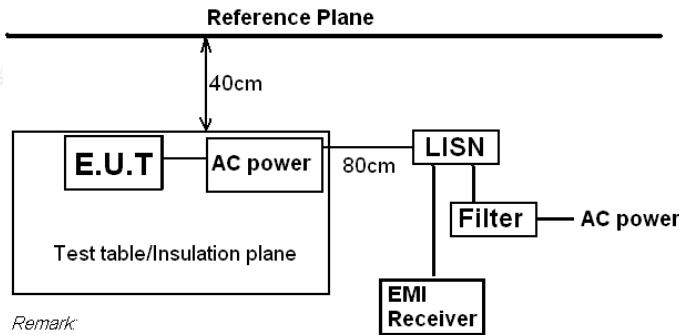 Reference Plane
40cm
E.U.T
AC power
80cm
LISN
Filter
AC power
Test table/Insulation plane
EMI
Receiver
Remark: